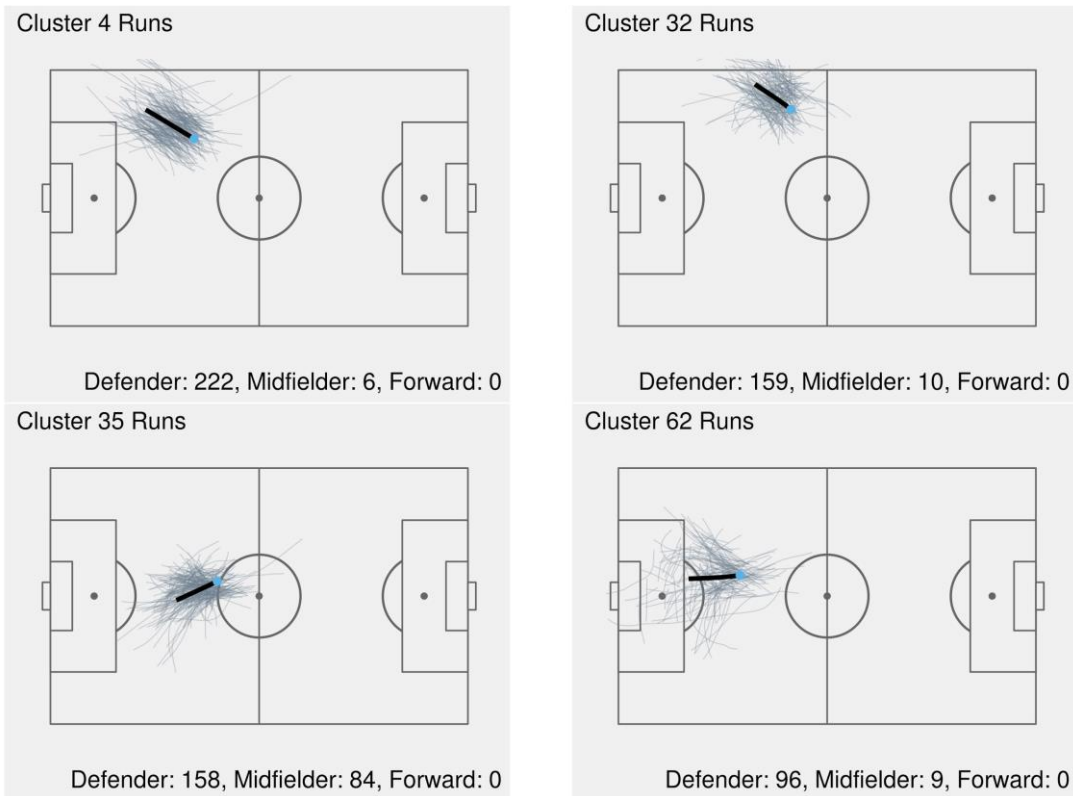 Cluster 4 Runs
Cluster 32 Runs
Defender: 222, Midfielder: 6, Forward: 0
Defender: 159, Midfielder: 10, Forward: 0
Cluster 35 Runs
Cluster 62 Runs
Defender: 158, Midfielder: 84, Forward: 0
Defender: 96, Midfielder: 9, Forward: 0